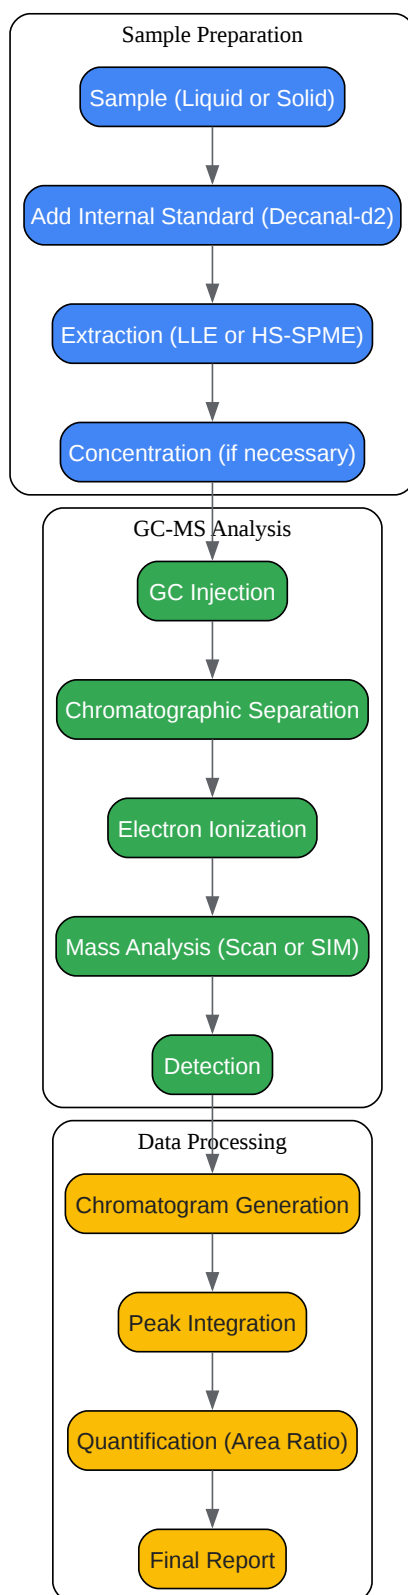 Sample Preparation
Sample (Liquid or Solid)
Add Internal Standard (Decanal-d2)
Extraction (LLE or HS-SPME)
Concentration (if necessary)
GC-MS Analysis
GC Injection
Chromatographic Separation
Electron Ionization
Mass Analysis (Scan or SIM)
Detection
Data Processing
Chromatogram Generation
Peak Integration
Quantification (Area Ratio)
Final Report